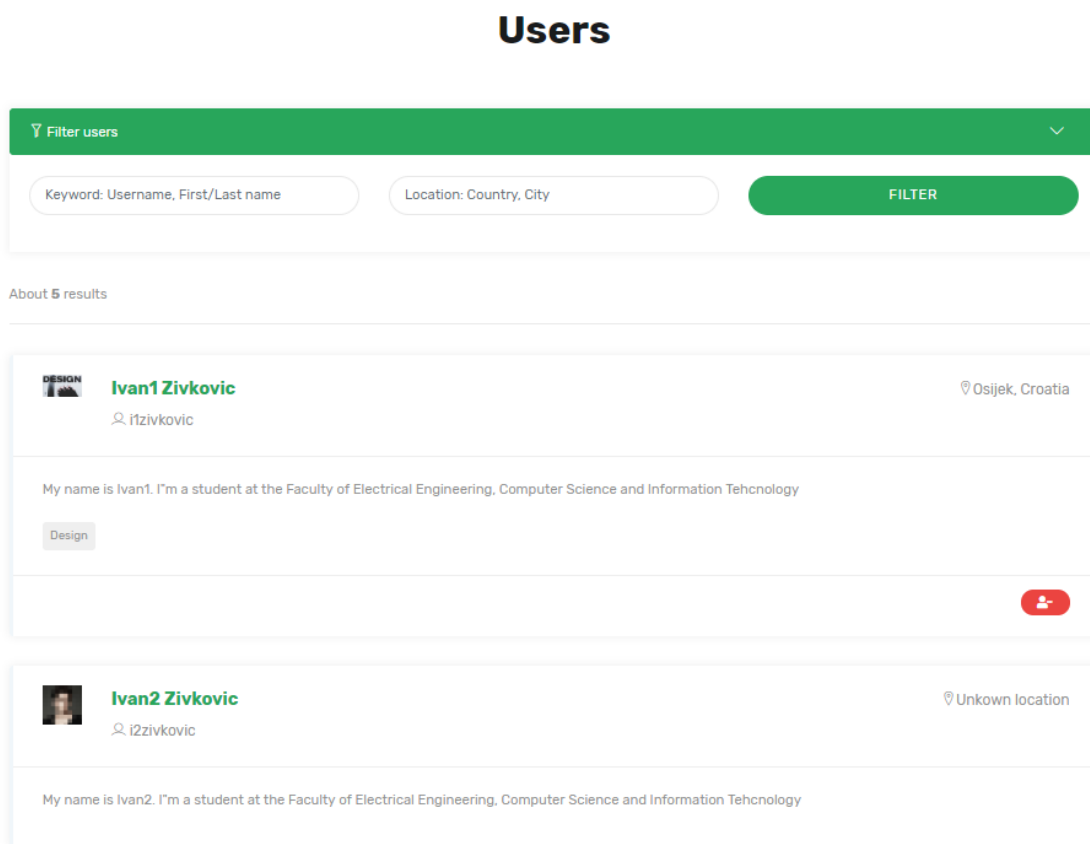 Users
Filter users
Keyword: Username, First/Last name
Location: Country, City
FILTER
About 5 results
DESIGN
Ivan1 Zivkovic
Osijek, Croatia
i1zivkovic
My name is Ivan1. I"m a student at the Faculty of Electrical Engineering, Computer Science and Information Tehcnology
Design
Ivan2 Zivkovic
Unkown location
i2zivkovic
My name is Ivan2. I"m a student at the Faculty of Electrical Engineering, Computer Science and Information Tehcnology